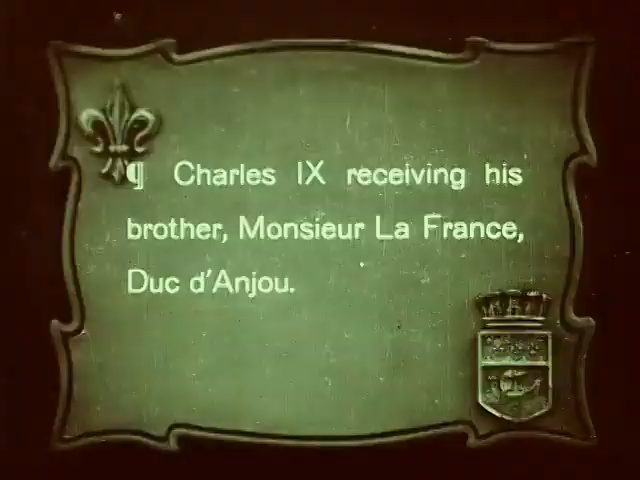 ¶ Charles IX receiving his
brother, Monsieur La France,
Duc d'Anjou.